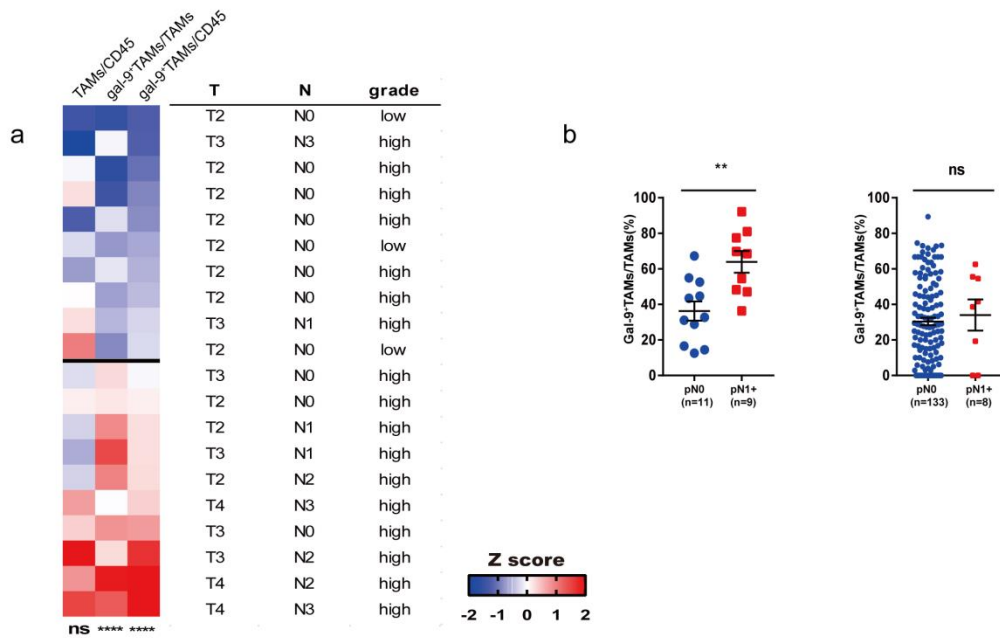 a
TAMs/CD45
gal-9⁺TAMs/TAMs
gal-9⁺TAMs/CD45
T N grade
T2 N0 low
T3 N3 high
T2 N0 high
T2 N0 high
T2 N0 high
T2 N0 low
T2 N0 high
T2 N0 high
T3 N1 high
T2 N0 low
T3 N0 high
T2 N0 high
T2 N1 high
T3 N1 high
T2 N2 high
T4 N3 high
T3 N0 high
T3 N2 high
T4 N2 high
T4 N3 high
ns **** ****
Z score
-2 -1 0 1 2
b
**
Gal-9⁺TAMs/TAMs(%)
100
80
60
40
20
0
pN0 pN1+
(n=11) (n=9)
ns
Gal-9⁺TAMs/TAMs(%)
100
80
60
40
20
0
pN0 pN1+
(n=133) (n=8)